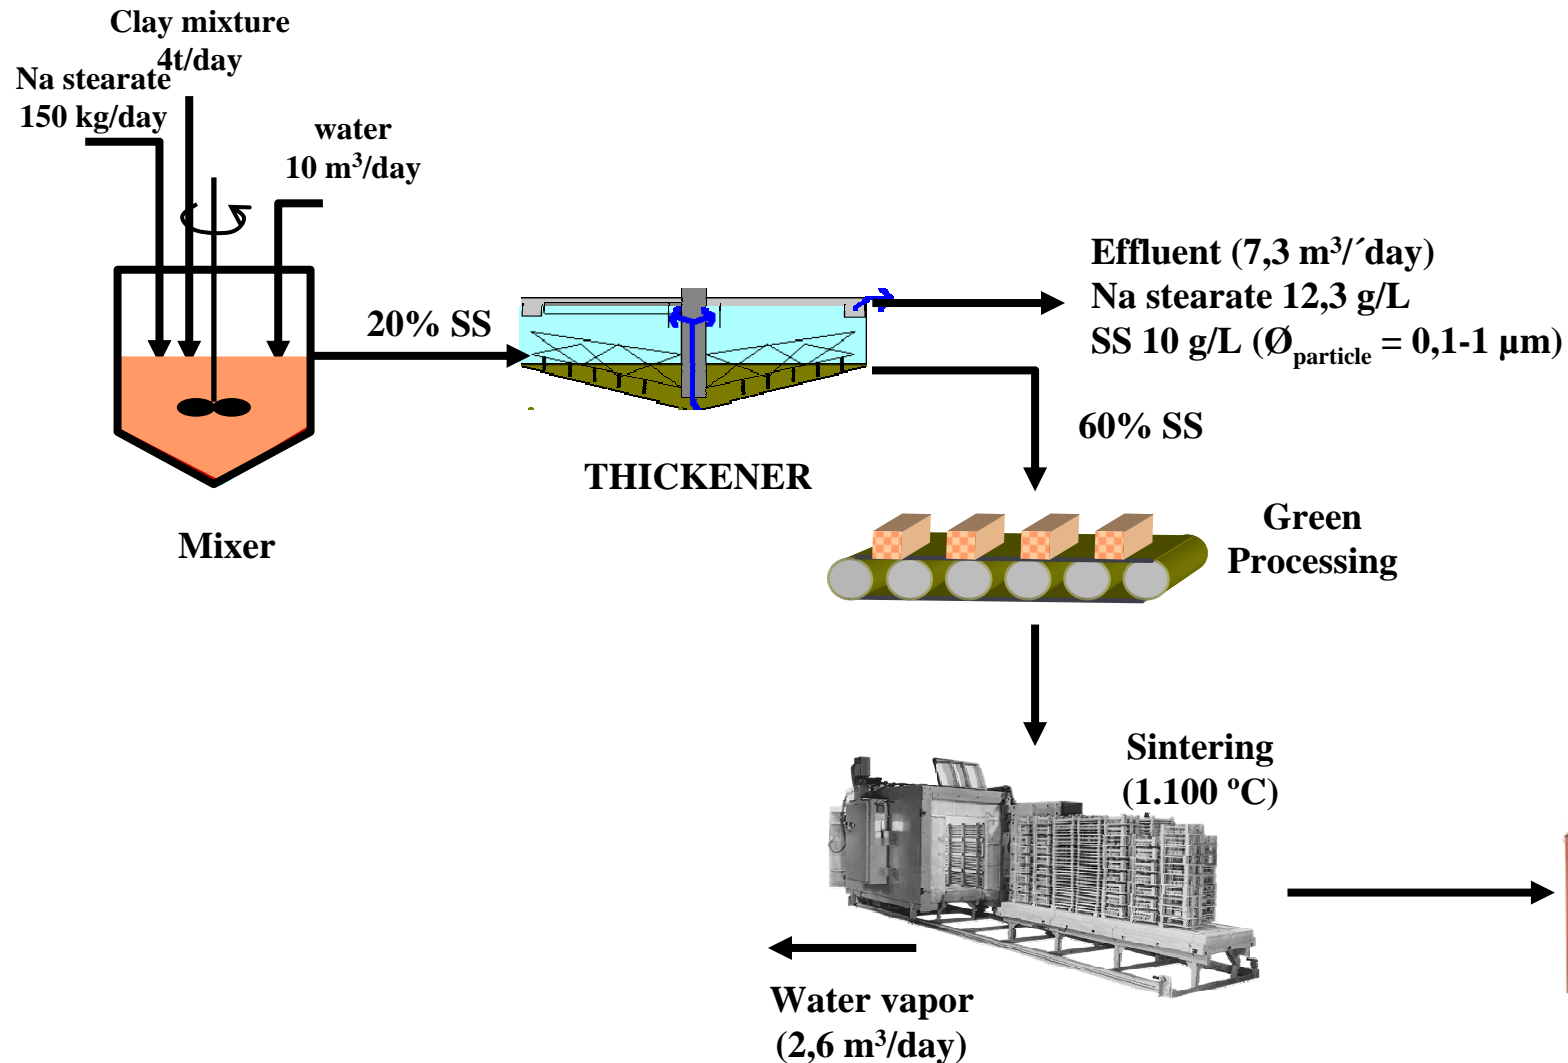 Clay mixture
4t/day
Na stearate
150 kg/day
water
10 m³/day
20% SS
Effluent (7,3 m³/´day)
Na stearate 12,3 g/L
SS 10 g/L (Øparticle = 0,1-1 µm)
60% SS
THICKENER
Mixer
Green
Processing
Sintering
(1.100 ºC)
Water vapor
(2,6 m³/day)